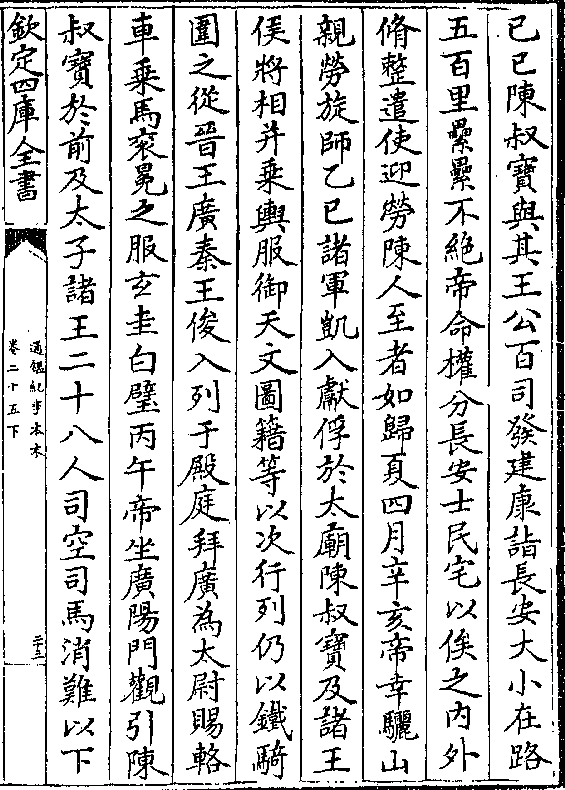 己巳陳叔寶與其王公百司發建康詣長安大小在路
五百里纍纍不絶帝命權分長安士民宅以俟之内外
脩整遣使迎勞陳人至者如歸夏四月辛亥帝幸驪山
親勞旋師乙巳諸軍凱入獻俘於太廟陳叔寶及諸王
侯將相并乗輿服御天文圖籍等以次行列仍以鐵騎
圍之從晉王廣秦王俊入列于殿庭拜廣為太尉賜輅
車乗馬衮冕之服玄圭白璧丙午帝坐廣陽門觀引陳
叔寶於前及太子諸王二十八人司空司馬消難以下
欽定四庫全書
通鑑紀事本末
卷二十五下
二十三